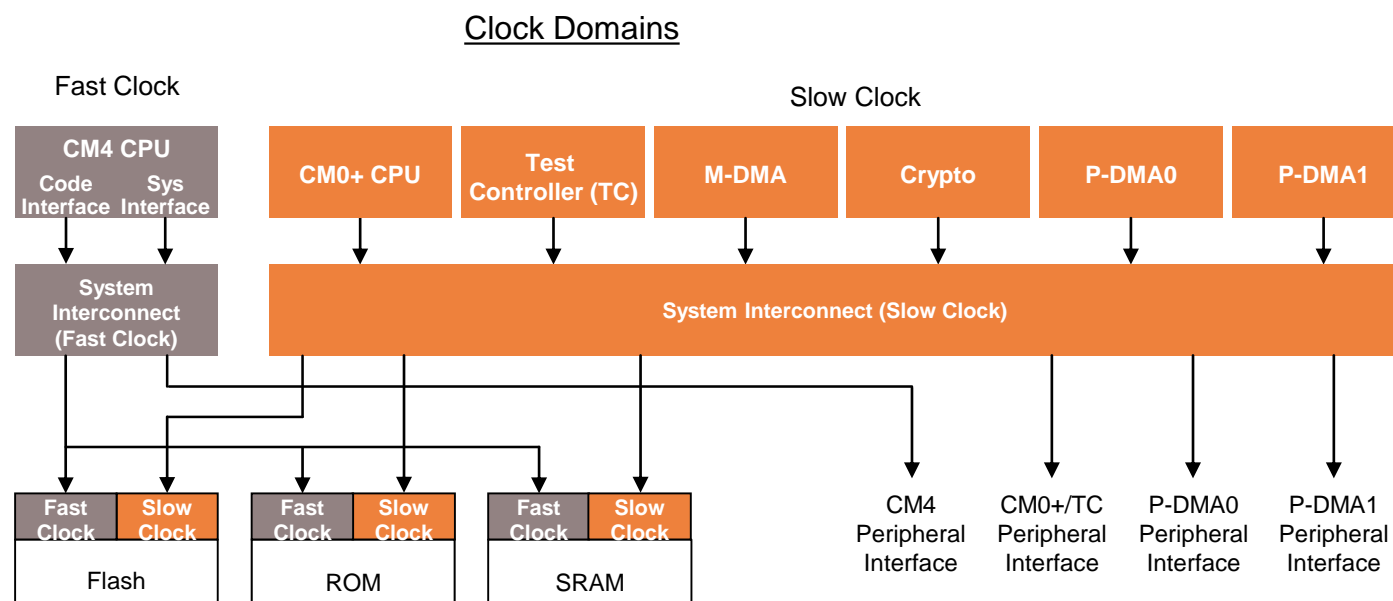 Clock Domains
Fast Clock
Slow Clock
CM4 CPU
Code
Interface
Sys
Interface
CM0+ CPU
Test
Controller (TC)
M-DMA
Crypto
P-DMA0
P-DMA1
System
Interconnect
(Fast Clock)
System Interconnect (Slow Clock)
Fast
Clock
Slow
Clock
Flash
Fast
Clock
Slow
Clock
ROM
Fast
Clock
Slow
Clock
SRAM
CM4
Peripheral
Interface
CM0+/TC
Peripheral
Interface
P-DMA0
Peripheral
Interface
P-DMA1
Peripheral
Interface